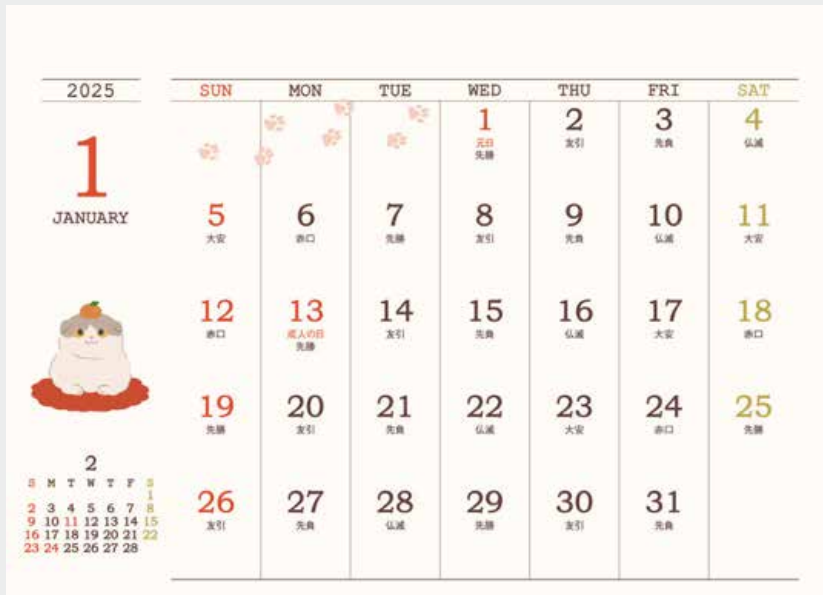 2025
1
JANUARY
SUN MON TUE WED THU FRI SAT
1 2 3 4
元日
先勝 友引 先負 仏滅
5 6 7 8 9 10 11
大安 赤口 先勝 友引 先負 仏滅 大安
12 13 14 15 16 17 18
成人の日
赤口 先勝 友引 先負 仏滅 大安 赤口
19 20 21 22 23 24 25
先勝 友引 先負 仏滅 大安 赤口 先勝
26 27 28 29 30 31
友引 先負 仏滅 先勝 友引 先負
2
S M T W T F S
1
2 3 4 5 6 7 8
9 10 11 12 13 14 15
16 17 18 19 20 21 22
23 24 25 26 27 28